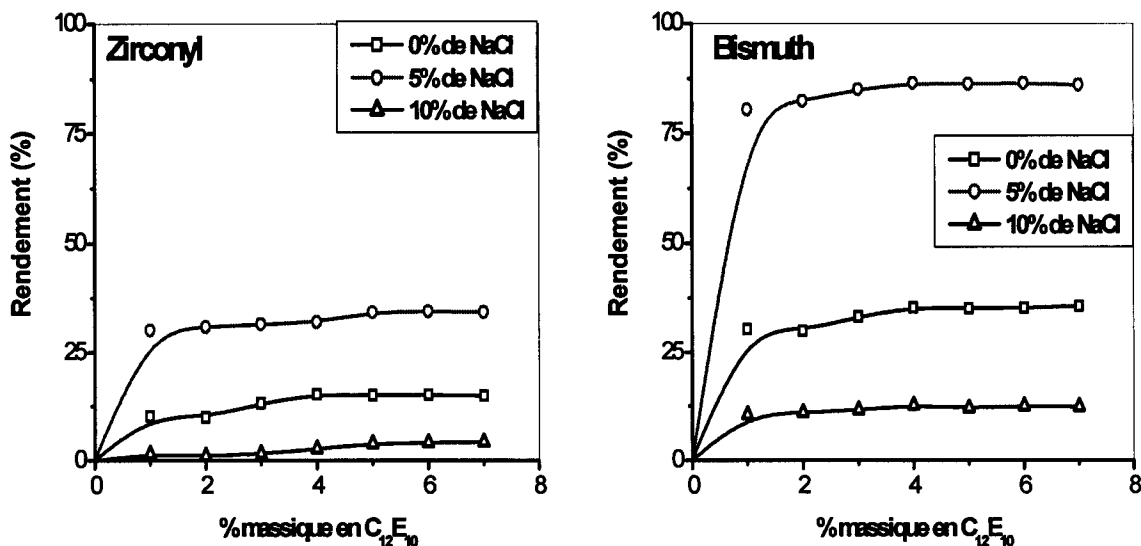 Zirconyl
0% de NaCl
5% de NaCl
10% de NaCl
Rendement (%)
100
75
50
25
0
0 2 4 6 8
% massique en C12E10
Bismuth
0% de NaCl
5% de NaCl
10% de NaCl
Rendement (%)
100
75
50
25
0
0 2 4 6 8
% massique en C12E10